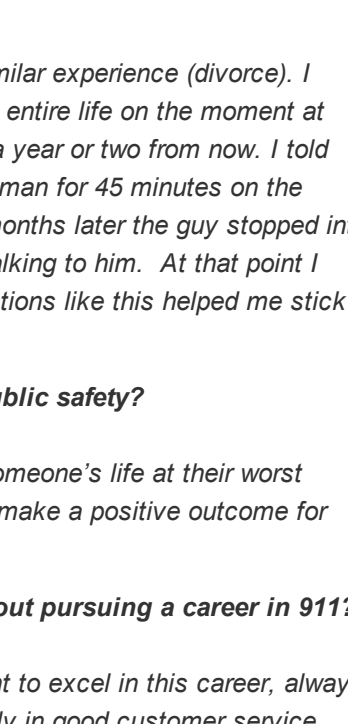 milar experience (divorce). I
entire life on the moment at
a year or two from now. I told
man for 45 minutes on the
months later the guy stopped in
lking to him. At that point I
tions like this helped me stick
ublic safety?
omeone's life at their worst
make a positive outcome for
out pursuing a career in 911?
nt to excel in this career, alway
ly in good customer service